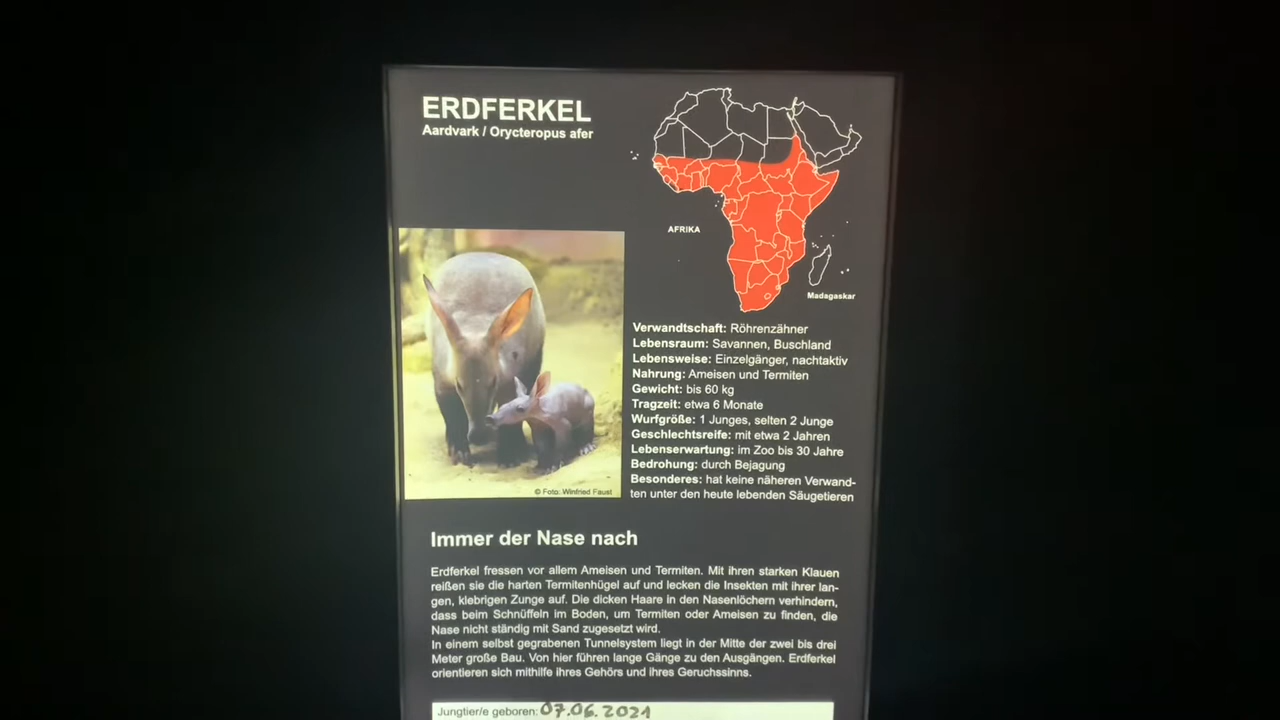 ERDFERKEL
Aardvark / Orycteropus afer
AFRIKA
Madagaskar
Verwandtschaft: Röhrenzähner
Lebensraum: Savannen, Buschland
Lebensweise: Einzelgänger, nachtaktiv
Nahrung: Ameisen und Termiten
Gewicht: bis 60 kg
Tragzeit: etwa 6 Monate
Wurfgröße: 1 Junges, selten 2 Junge
Geschlechtsreife: mit etwa 2 Jahren
Lebenserwartung: im Zoo bis 30 Jahre
Bedrohung: durch Bejagung
Besonderes: hat keine näheren Verwand-
ten unter den heute lebenden Säugetieren
© Foto: Winfried Faust
Immer der Nase nach
Erdferkel fressen vor allem Ameisen und Termiten. Mit ihren starken Klauen
reißen sie die harten Termitenhügel auf und lecken die Insekten mit ihrer lan-
gen, klebrigen Zunge auf. Die dicken Haare in den Nasenlöchern verhindern,
dass beim Schnüffeln im Boden, um Termiten oder Ameisen zu finden, die
Nase nicht ständig mit Sand zugesetzt wird.
In einem selbst gegrabenen Tunnelsystem liegt in der Mitte der zwei bis drei
Meter große Bau. Von hier führen lange Gänge zu den Ausgängen. Erdferkel
orientieren sich mithilfe ihres Gehörs und ihres Geruchssinns.
Jungtier/e geboren: 07.06.2021